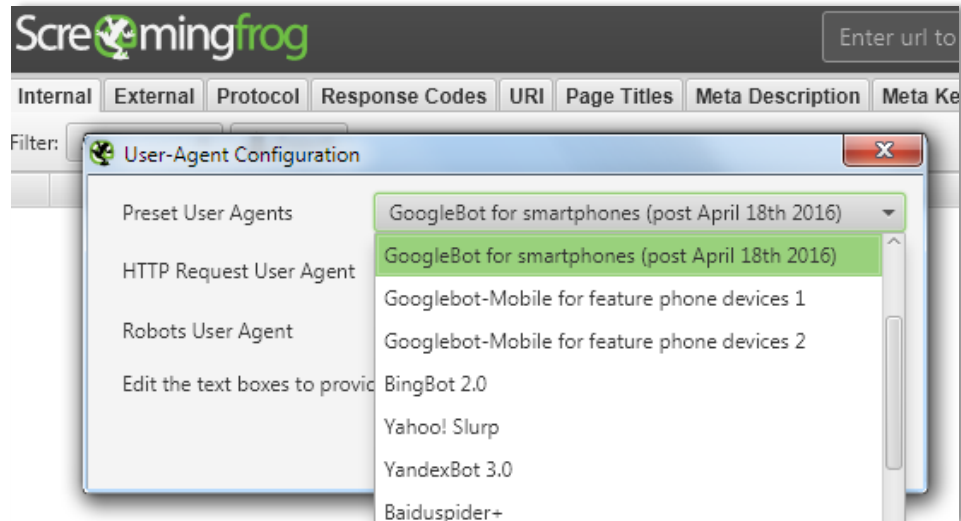 Screamingfrog
Enter url to
Internal External Protocol Response Codes URI Page Titles Meta Description Meta Ke
Filter:
User-Agent Configuration
Preset User Agents GoogleBot for smartphones (post April 18th 2016)
GoogleBot for smartphones (post April 18th 2016)
HTTP Request User Agent
Googlebot-Mobile for feature phone devices 1
Robots User Agent
Googlebot-Mobile for feature phone devices 2
Edit the text boxes to provid
BingBot 2.0
Yahoo! Slurp
YandexBot 3.0
Baiduspider+